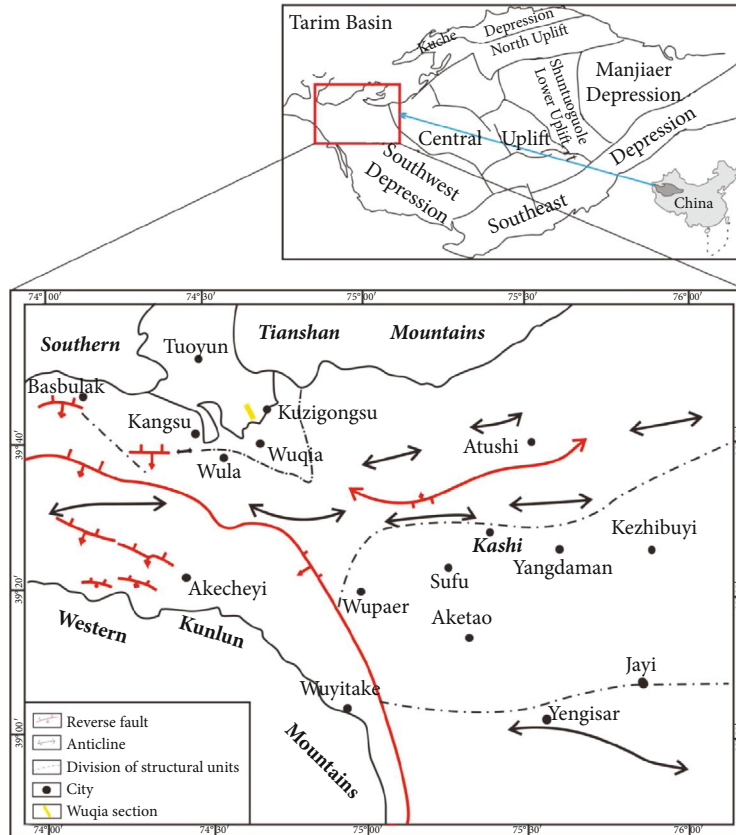 Tarim Basin
Kuche
Depression
North Uplift
Shuntuoguole
Lower Uplift
Manjiaer
Depression
Central
Uplift
Depression
Southwest
Depression
Southeast
China
74°00′
74°30′
75°00′
75°30′
76°00′
Southern
Tianshan
Mountains
Tuoyun
Basbulak
Kangsu
Kuzigongsu
Wuqia
Wula
Atushi
39°40′
Kashi
Kezhibuyi
Yangdaman
Sufu
Akecheyi
Wupaer
Aketao
39°20′
Western
Kunlun
Mountains
Wuyitake
Jayi
Yengisar
39°00′
Reverse fault
Anticline
Division of structural units
City
Wuqia section
74°00′
74°30′
75°00′
75°30′
76°00′